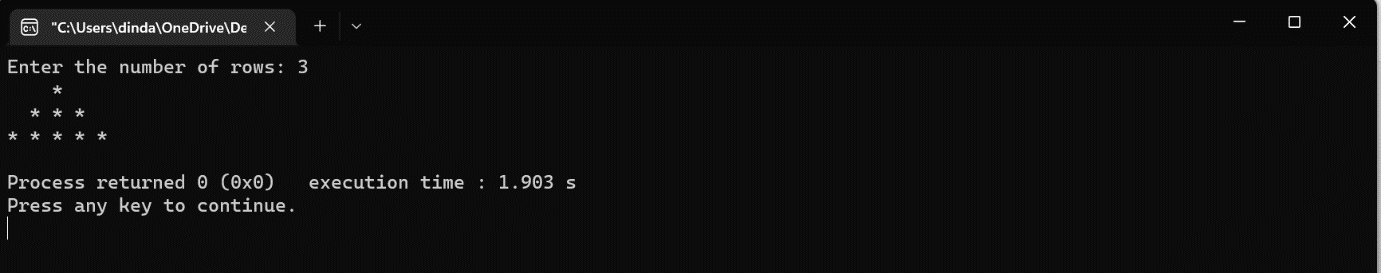 "C:\Users\dinda\OneDrive\De
Enter the number of rows: 3
    *
  * * *
* * * * *
Process returned 0 (0x0)   execution time : 1.903 s
Press any key to continue.